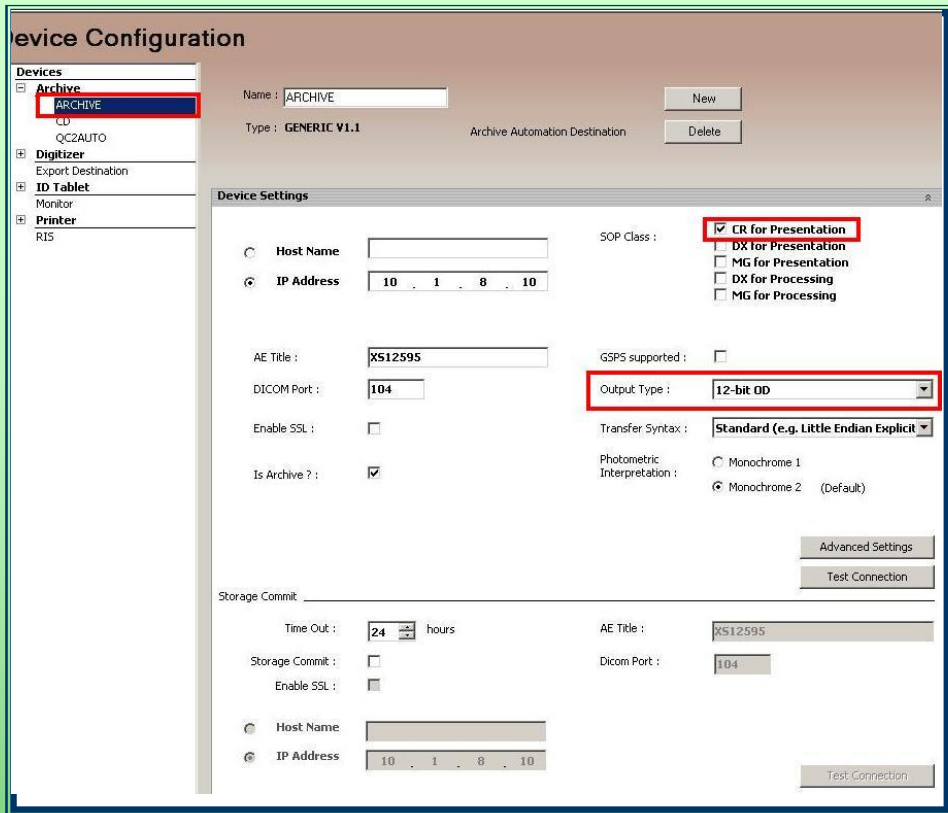 evice Configuration
Devices
Archive
ARCHIVE
CD
QC2AUTO
Digitizer
Export Destination
ID Tablet
Monitor
Printer
RIS
Name : ARCHIVE
New
Type : GENERIC V1.1
Archive Automation Destination
Delete
Device Settings
Host Name
IP Address 10 . 1 . 8 . 10
SOP Class :
CR for Presentation
DX for Presentation
MG for Presentation
DX for Processing
MG for Processing
AE Title : XS12595
GSPS supported :
DICOM Port : 104
Output Type : 12-bit OD
Enable SSL :
Transfer Syntax : Standard (e.g. Little Endian Explicit
Is Archive ? :
Photometric
Interpretation :
Monochrome 1
Monochrome 2 (Default)
Advanced Settings
Test Connection
Storage Commit
Time Out : 24 hours
AE Title : XS12595
Storage Commit :
Dicom Port : 104
Enable SSL :
Host Name
IP Address 10 . 1 . 8 . 10
Test Connection